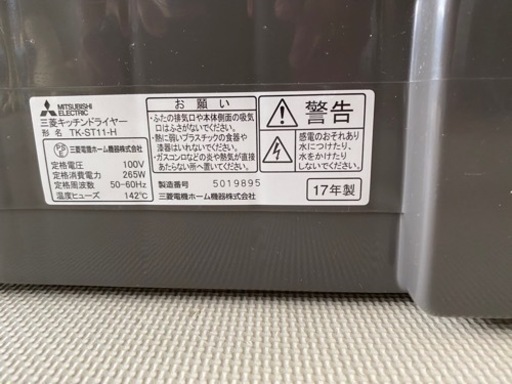 MITSUBISHI
ELECTRIC
三菱キッチンドライヤー
形 名 TK-ST11-H
三菱電機ホーム機器株式会社
定格電圧 100V
定格消費電力 265W
定格周波数 50-60Hz
温度ヒューズ 142℃
お 願 い
・ふたの排気口や本体側面の吸気
口はふさがないでください。
・熱に弱いプラスチックの食器や
箸は入れないでください。
・ガスコンロなどの炎や熱気が直接
あたらない所へ置いてください。
製造番号 5019895
三菱電機ホーム機器株式会社
警告
感電のおそれあり
水につけたり、
水をかけたり
しないでください。
17年製